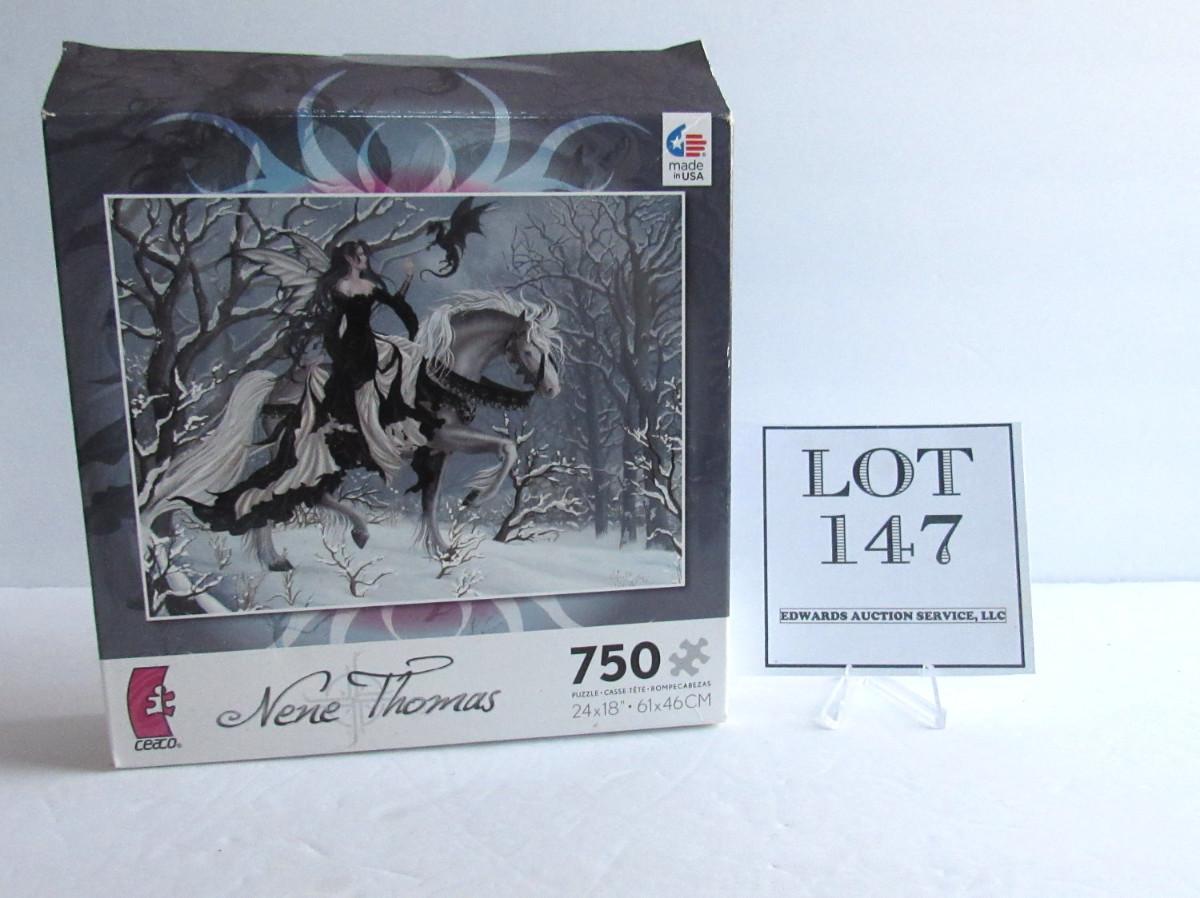 made
in USA
Nene Thomas
750
PUZZLE • CASSE-TÊTE • ROMPECABEZAS
24x18" • 61x46CM
ceaco
LOT
147
EDWARDS AUCTION SERVICE, LLC